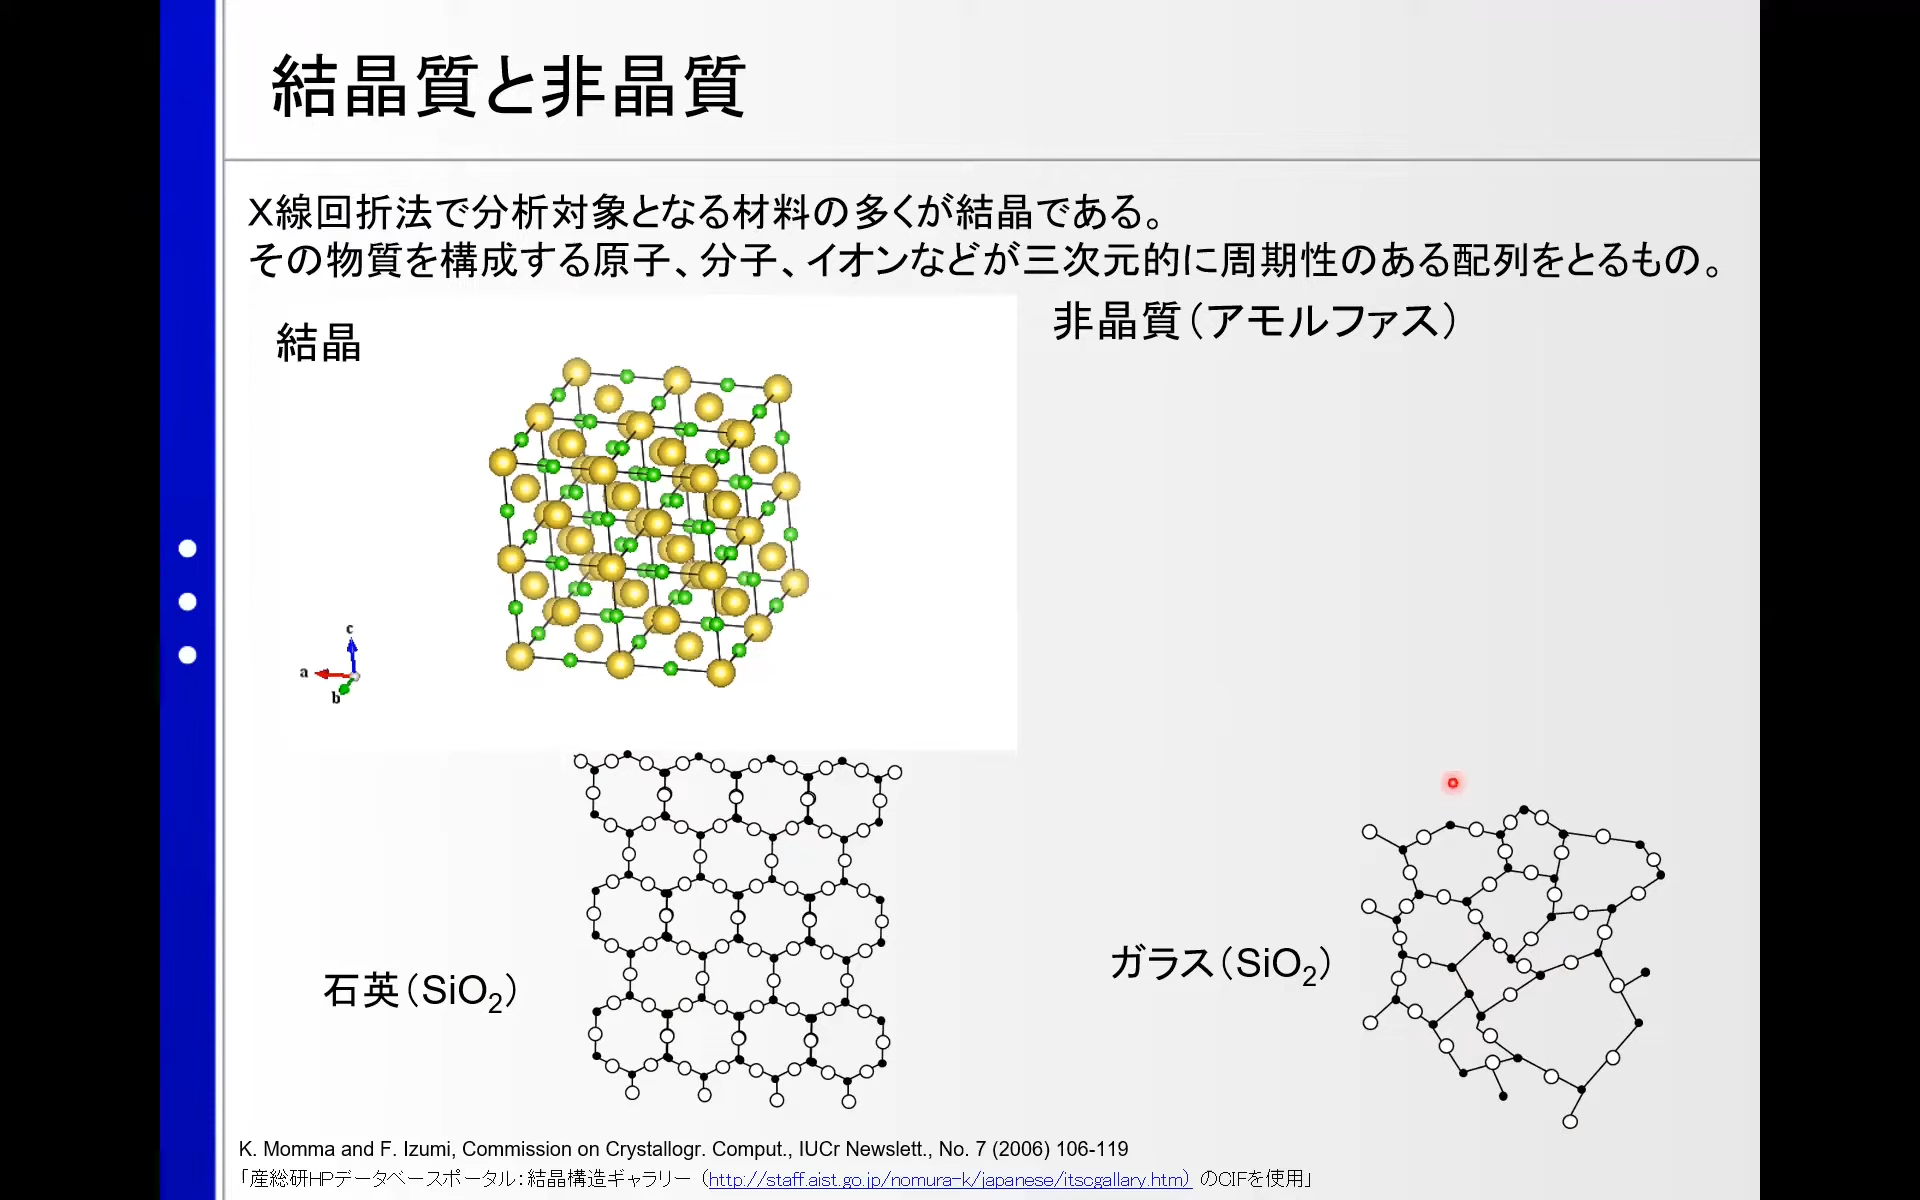 結晶質と非晶質
X線回折法で分析対象となる材料の多くが結晶である。
その物質を構成する原子、分子、イオンなどが三次元的に周期性のある配列をとるもの。
結晶
非晶質（アモルファス）
c
a
b
石英（SiO₂）
ガラス（SiO₂）
K. Momma and F. Izumi, Commission on Crystallogr. Comput., IUCr Newslett., No. 7 (2006) 106-119
「産総研HPデータベースポータル：結晶構造ギャラリー（http://staff.aist.go.jp/nomura-k/japanese/itscgallary.htm）のCIFを使用」